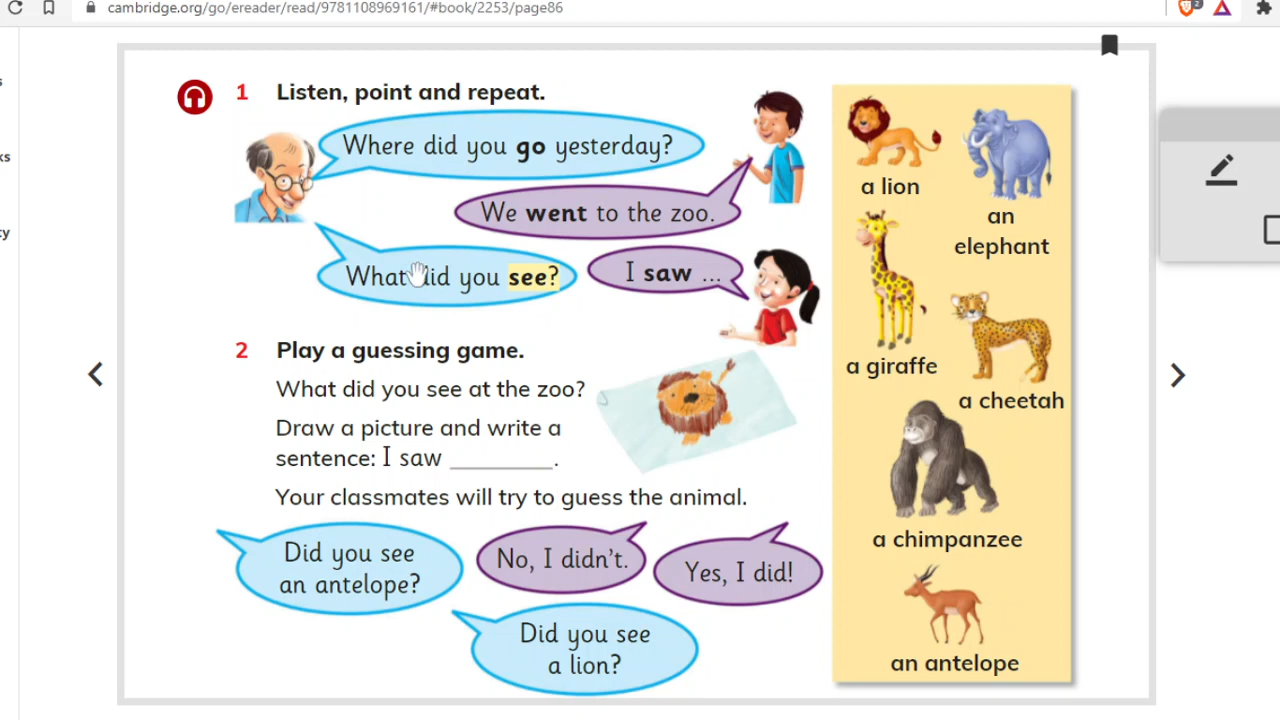 cambridge.org/go/ereader/read/9781108969161/#book/2253/page86
2
1 Listen, point and repeat.
Where did you go yesterday?
We went to the zoo.
What did you see?
I saw ...
2 Play a guessing game.
What did you see at the zoo?
Draw a picture and write a
sentence: I saw ________.
Your classmates will try to guess the animal.
Did you see
an antelope?
No, I didn't.
Yes, I did!
Did you see
a lion?
a lion
an
elephant
a giraffe
a cheetah
a chimpanzee
an antelope